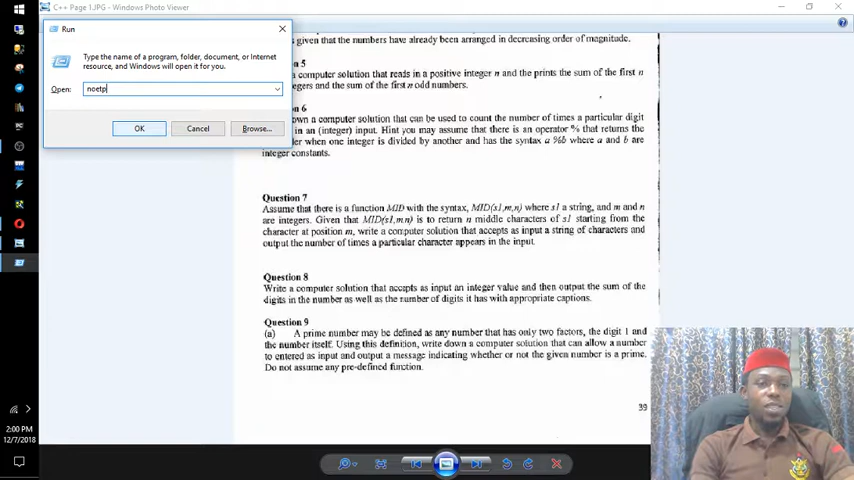 C++ Page 1.JPG - Windows Photo Viewer
Run
Type the name of a program, folder, document, or Internet
resource, and Windows will open it for you.
Open: noetp
OK Cancel Browse...
s given that the numbers have already been arranged in decreasing order of magnitude.
5
a computer solution that reads in a positive integer n and the prints the sum of the first n
egers and the sum of the first n odd numbers.
6
own a computer solution that can be used to count the number of times a particular digit
in an (integer) input. Hint you may assume that there is an operator % that returns the
der when one integer is divided by another and has the syntax a %b where a and b are
integer constants.
Question 7
Assume that there is a function MID with the syntax, MID(s1,m,n) where s1 a string, and m and n
are integers. Given that MID(s1,m.n) is to return n middle characters of s1 starting from the
character at position m, write a computer solution that accepts as input a string of characters and
output the number of times a particular character appears in the input.
Question 8
Write a computer solution that accepts as input an integer value and then output the sum of the
digits in the number as well as the number of digits it has with appropriate captions.
Question 9
(a) A prime number may be defined as any number that has only two factors, the digit 1 and
the number itself. Using this definition, write down a computer solution that can allow a number
to entered as input and output a message indicating whether or not the given number is a prime.
Do not assume any pre-defined function.
39
2:00 PM
12/7/2018